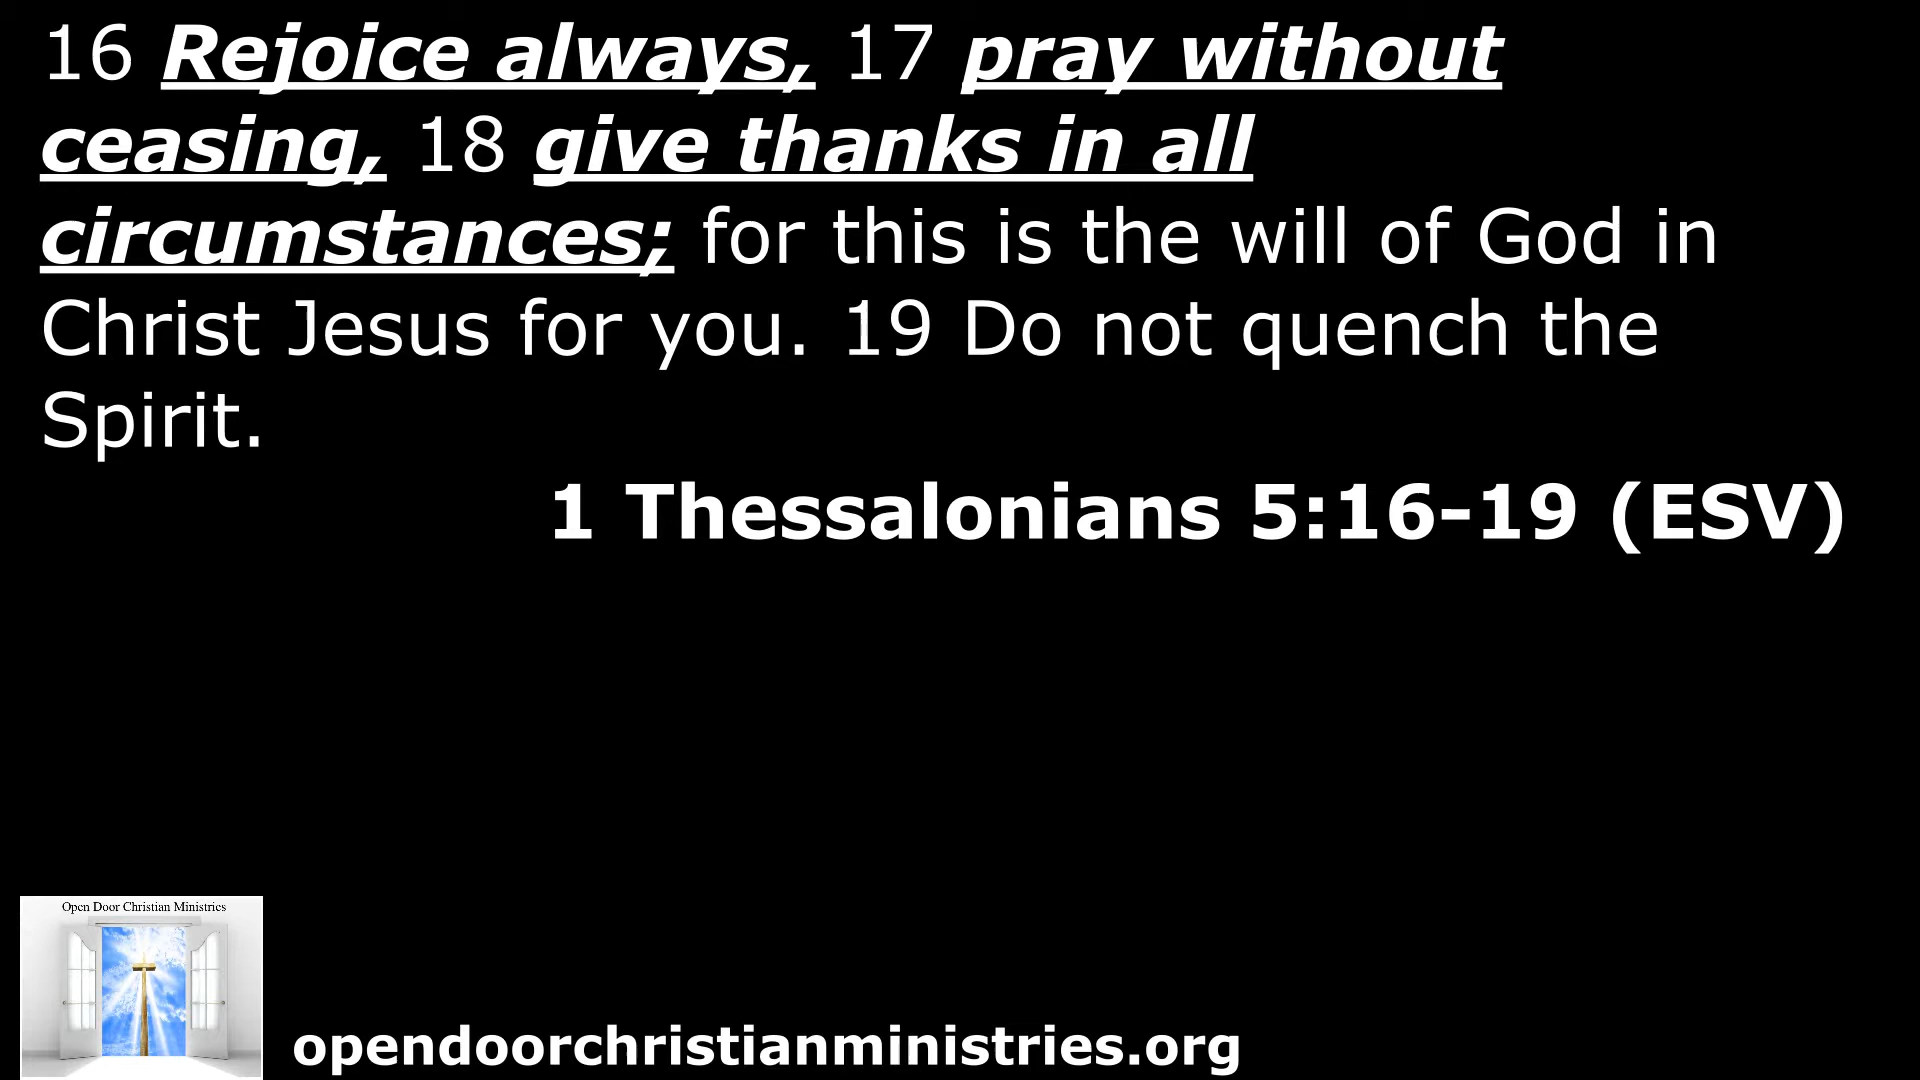 16 Rejoice always, 17 pray without
ceasing, 18 give thanks in all
circumstances; for this is the will of God in
Christ Jesus for you. 19 Do not quench the
Spirit.
1 Thessalonians 5:16-19 (ESV)
Open Door Christian Ministries
opendoorchristianministries.org